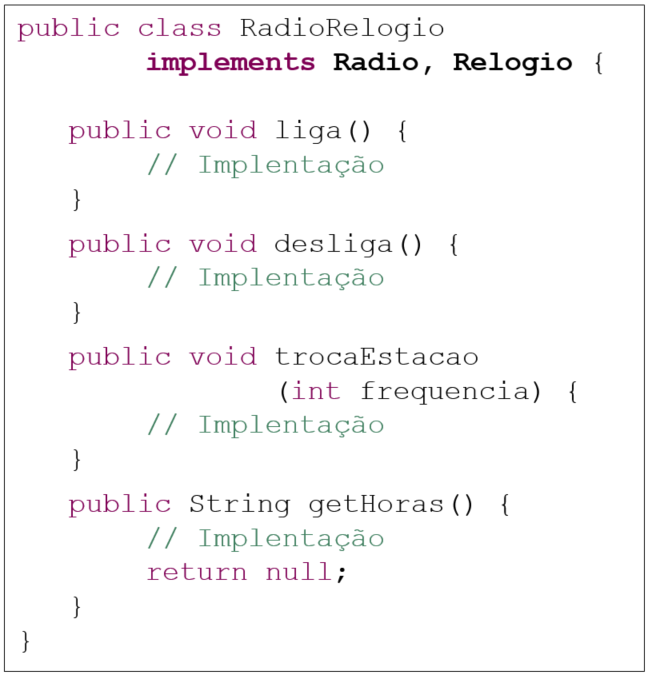 public class RadioRelogio
implements Radio, Relogio {
public void liga() {
// Implentação
}
public void desliga() {
// Implentação
}
public void trocaEstacao
(int frequencia) {
// Implentação
}
public String getHoras() {
// Implentação
return null;
}
}